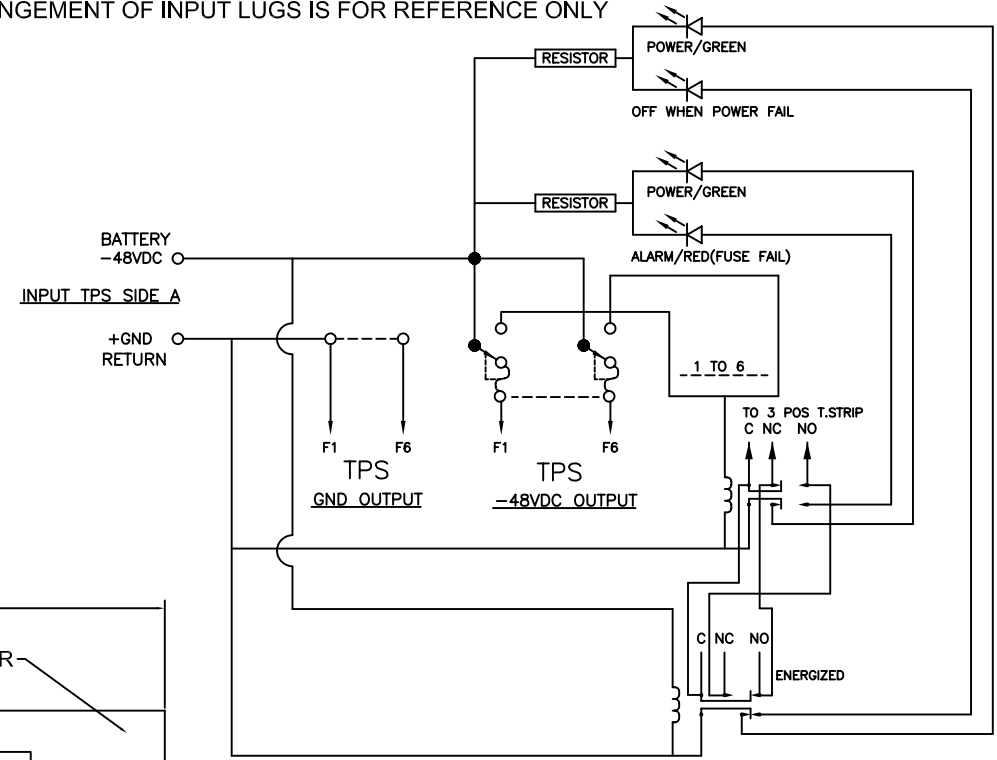 NGEMENT OF INPUT LUGS IS FOR REFERENCE ONLY
POWER/GREEN
RESISTOR
OFF WHEN POWER FAIL
POWER/GREEN
RESISTOR
ALARM/RED(FUSE FAIL)
BATTERY
-48VDC
INPUT TPS SIDE A
+GND
RETURN
1 TO 6
TO 3 POS T.STRIP
C NC NO
F1 F6 F1 F6
TPS TPS
GND OUTPUT -48VDC OUTPUT
R
C NC NO
ENERGIZED